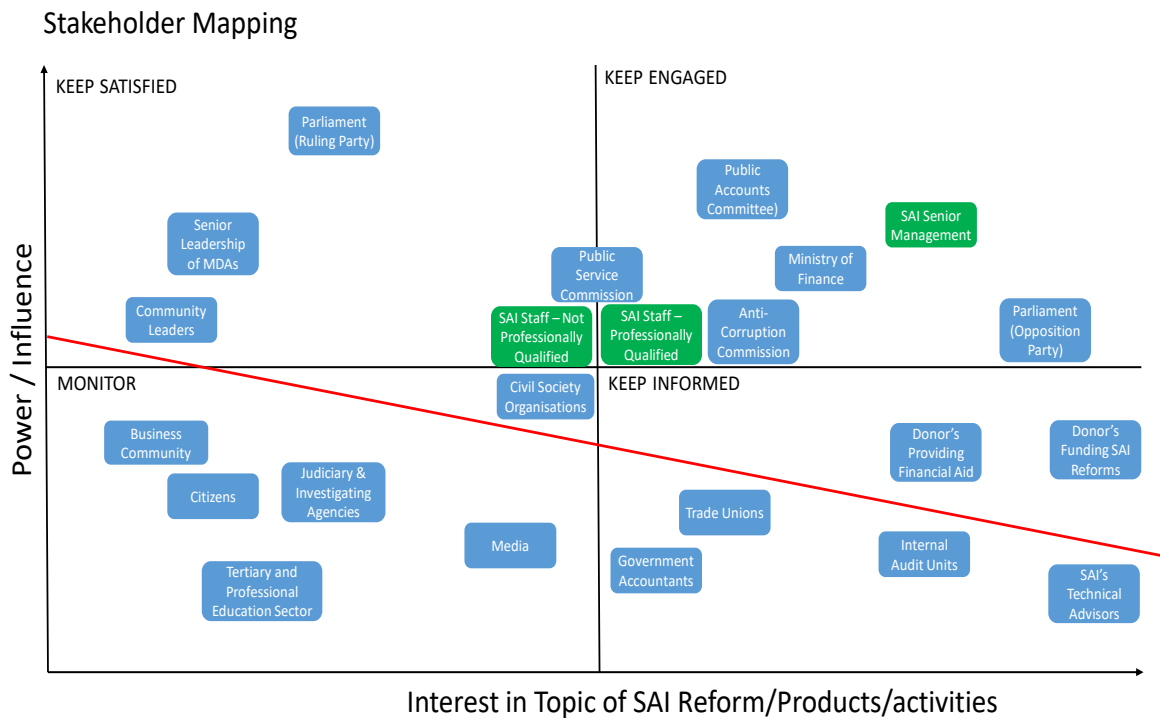 Stakeholder Mapping
KEEP SATISFIED
KEEP ENGAGED
Parliament
(Ruling Party)
Public
Accounts
Committee)
SAI Senior
Management
Senior
Leadership
of MDAs
Public
Service
Commission
Ministry of
Finance
Community
Leaders
SAI Staff – Not
Professionally
Qualified
SAI Staff –
Professionally
Qualified
Anti-
Corruption
Commission
Parliament
(Opposition
Party)
Power / Influence
MONITOR
KEEP INFORMED
Civil Society
Organisations
Business
Community
Donor's
Providing
Financial Aid
Donor's
Funding SAI
Reforms
Citizens
Judiciary &
Investigating
Agencies
Trade Unions
Media
Government
Accountants
Internal
Audit Units
Tertiary and
Professional
Education Sector
SAI's
Technical
Advisors
Interest in Topic of SAI Reform/Products/activities